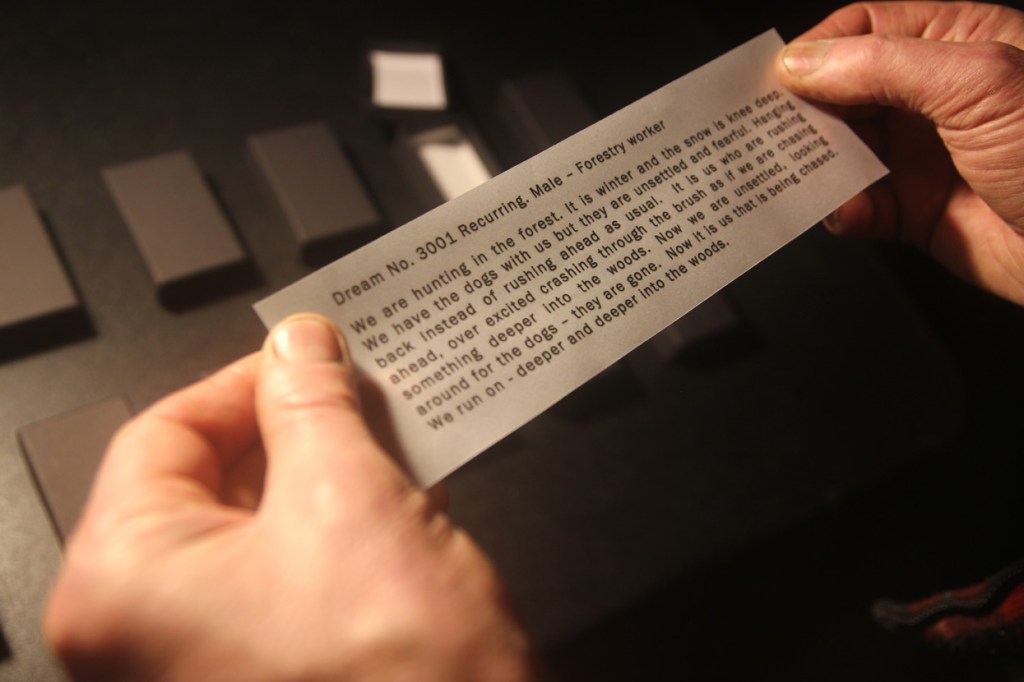 Dream No. 3001 Recurring. Male – Forestry worker
We are hunting in the forest. It is winter and the snow is knee deep.
We have the dogs with us but they are unsettled and fearful. Hanging
back instead of rushing ahead as usual. It is us who are rushing
ahead, over excited crashing through the brush as if we are chasing
something deeper into the woods. Now we are unsettled, looking
around for the dogs – they are gone. Now it is us that is being chased.
We run on - deeper and deeper into the woods.